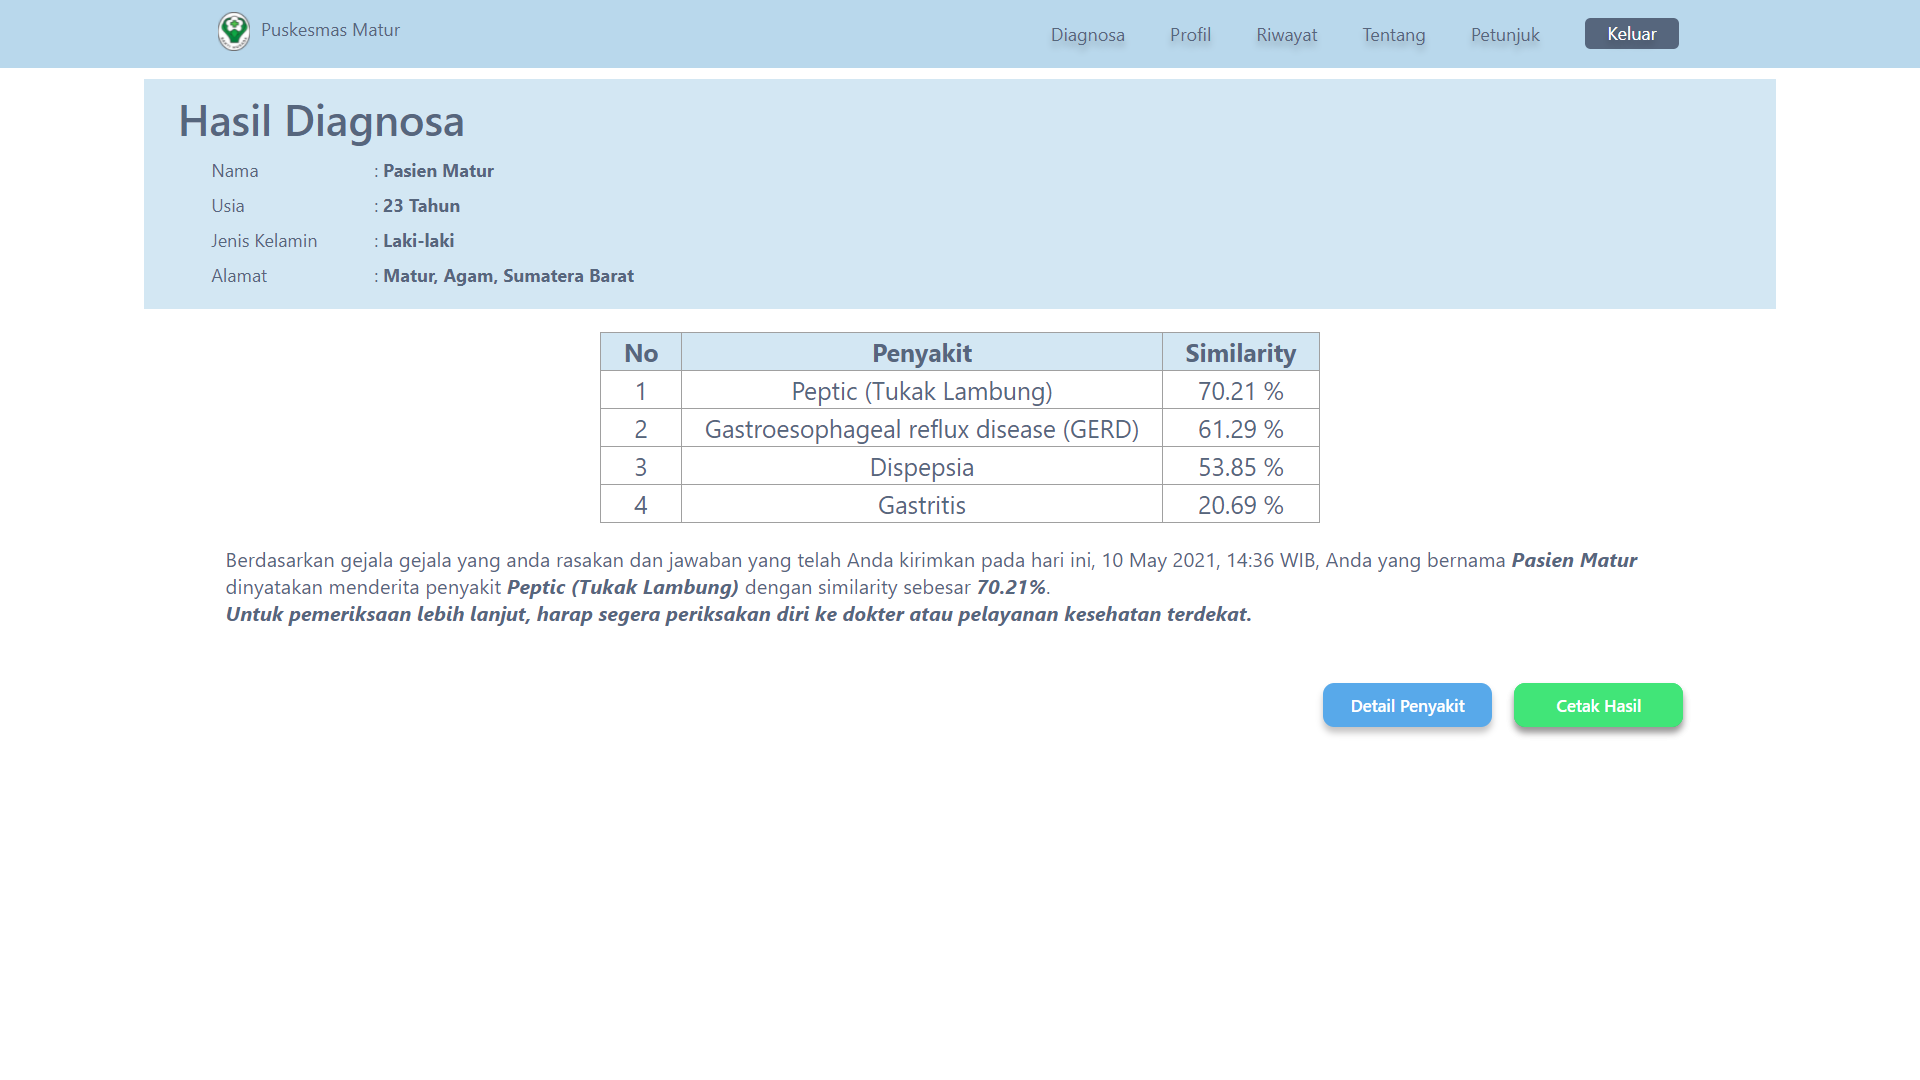 Puskesmas Matur
Diagnosa Profil Riwayat Tentang Petunjuk Keluar
Hasil Diagnosa
Nama : Pasien Matur
Usia : 23 Tahun
Jenis Kelamin : Laki-laki
Alamat : Matur, Agam, Sumatera Barat
No Penyakit Similarity
1 Peptic (Tukak Lambung) 70.21 %
2 Gastroesophageal reflux disease (GERD) 61.29 %
3 Dispepsia 53.85 %
4 Gastritis 20.69 %
Berdasarkan gejala gejala yang anda rasakan dan jawaban yang telah Anda kirimkan pada hari ini, 10 May 2021, 14:36 WIB, Anda yang bernama Pasien Matur
dinyatakan menderita penyakit Peptic (Tukak Lambung) dengan similarity sebesar 70.21%.
Untuk pemeriksaan lebih lanjut, harap segera periksakan diri ke dokter atau pelayanan kesehatan terdekat.
Detail Penyakit Cetak Hasil